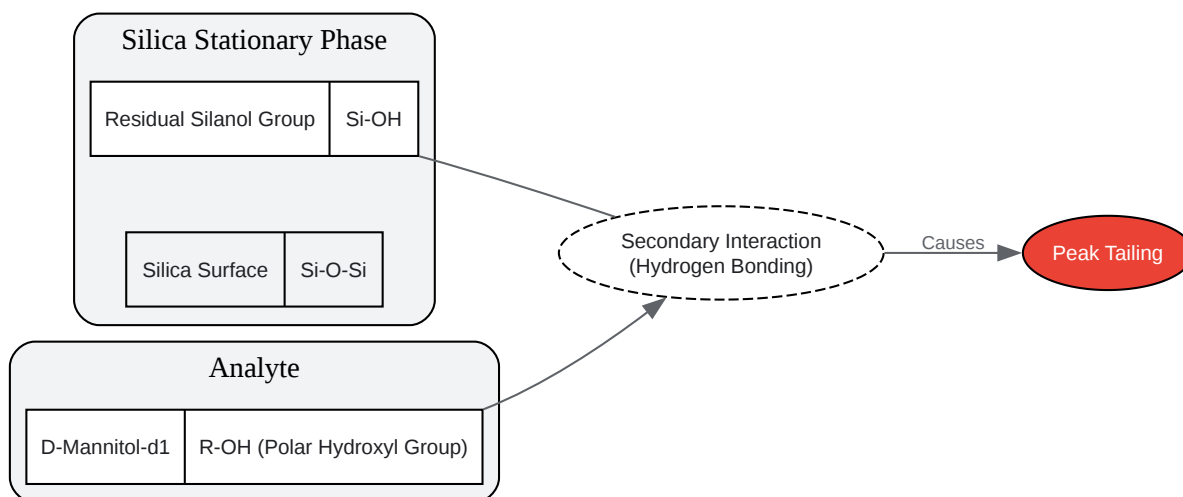 Silica Stationary Phase
Residual Silanol Group Si-OH
Silica Surface Si-O-Si
Secondary Interaction
(Hydrogen Bonding)
Causes
Peak Tailing
Analyte
D-Mannitol-d1 R-OH (Polar Hydroxyl Group)